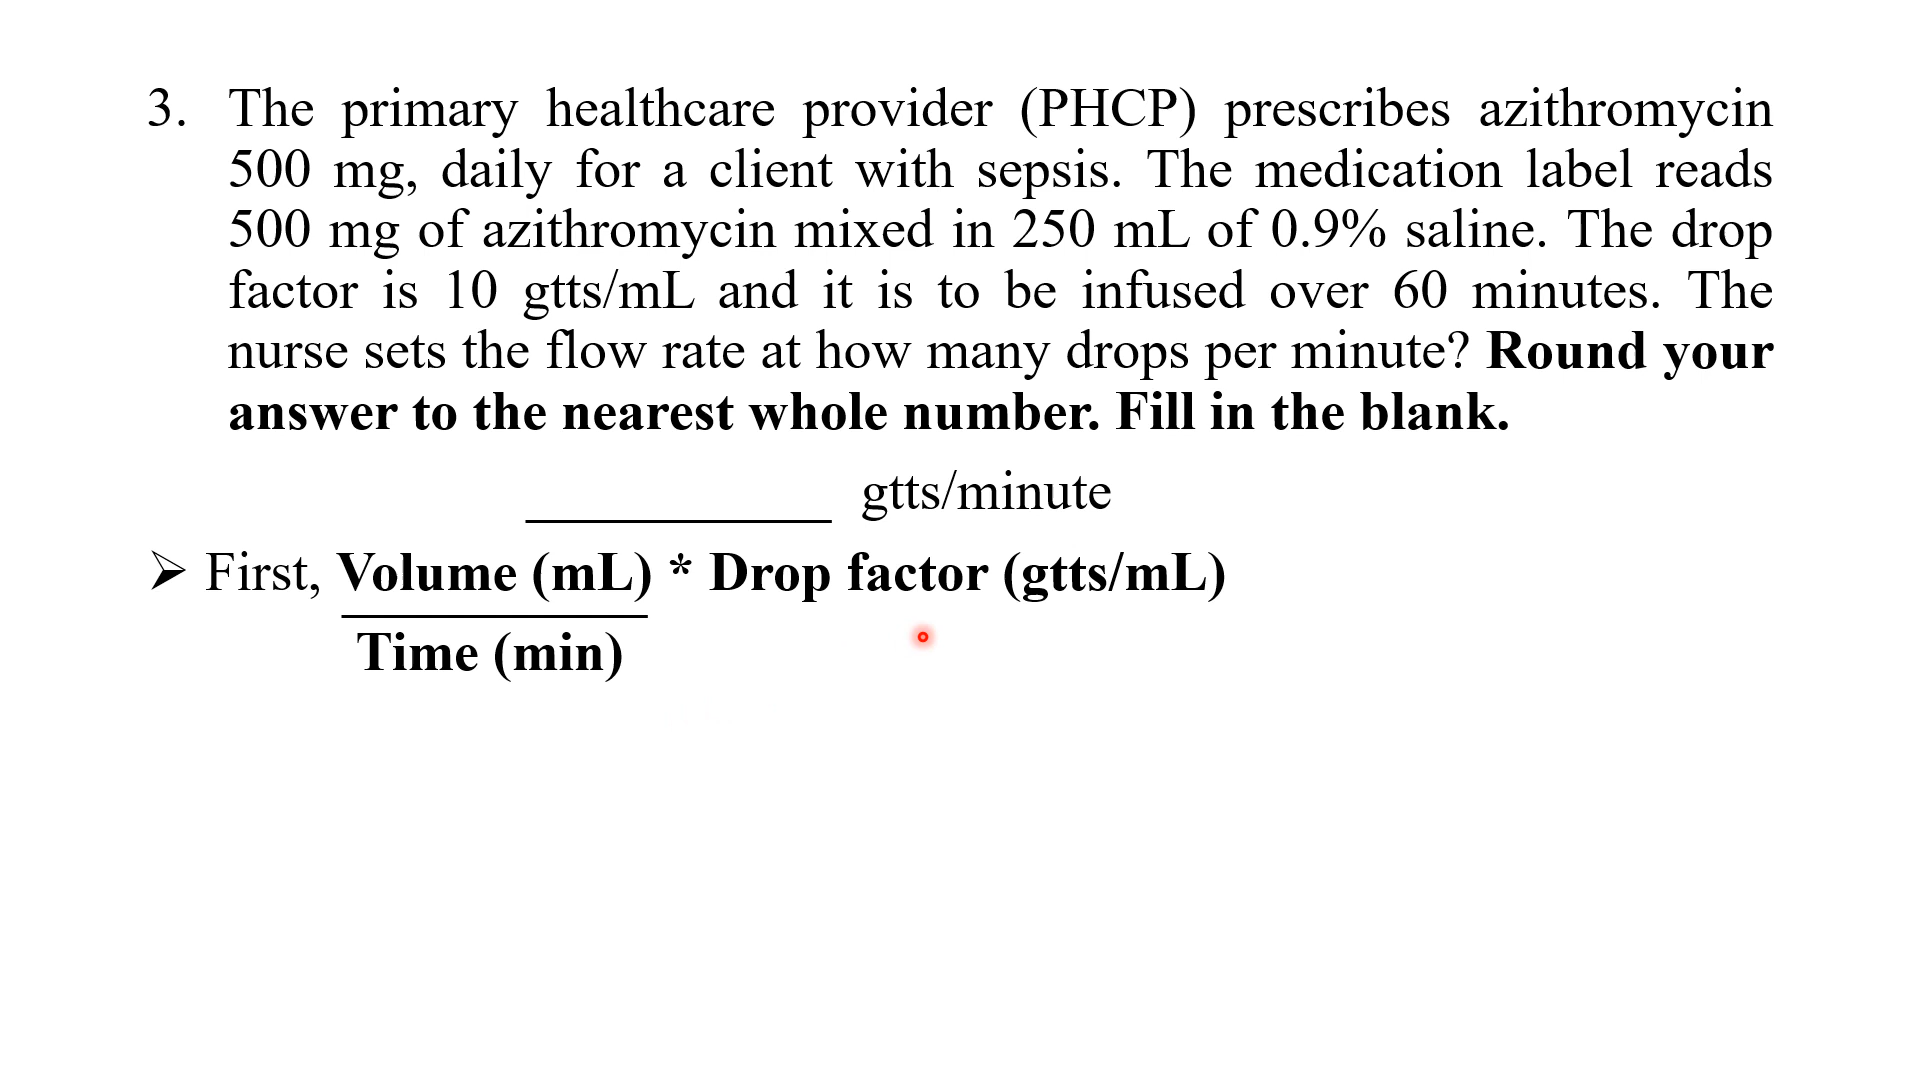 3. The primary healthcare provider (PHCP) prescribes azithromycin
500 mg, daily for a client with sepsis. The medication label reads
500 mg of azithromycin mixed in 250 mL of 0.9% saline. The drop
factor is 10 gtts/mL and it is to be infused over 60 minutes. The
nurse sets the flow rate at how many drops per minute? Round your
answer to the nearest whole number. Fill in the blank.
____________ gtts/minute
➢ First, Volume (mL) * Drop factor (gtts/mL)
Time (min)